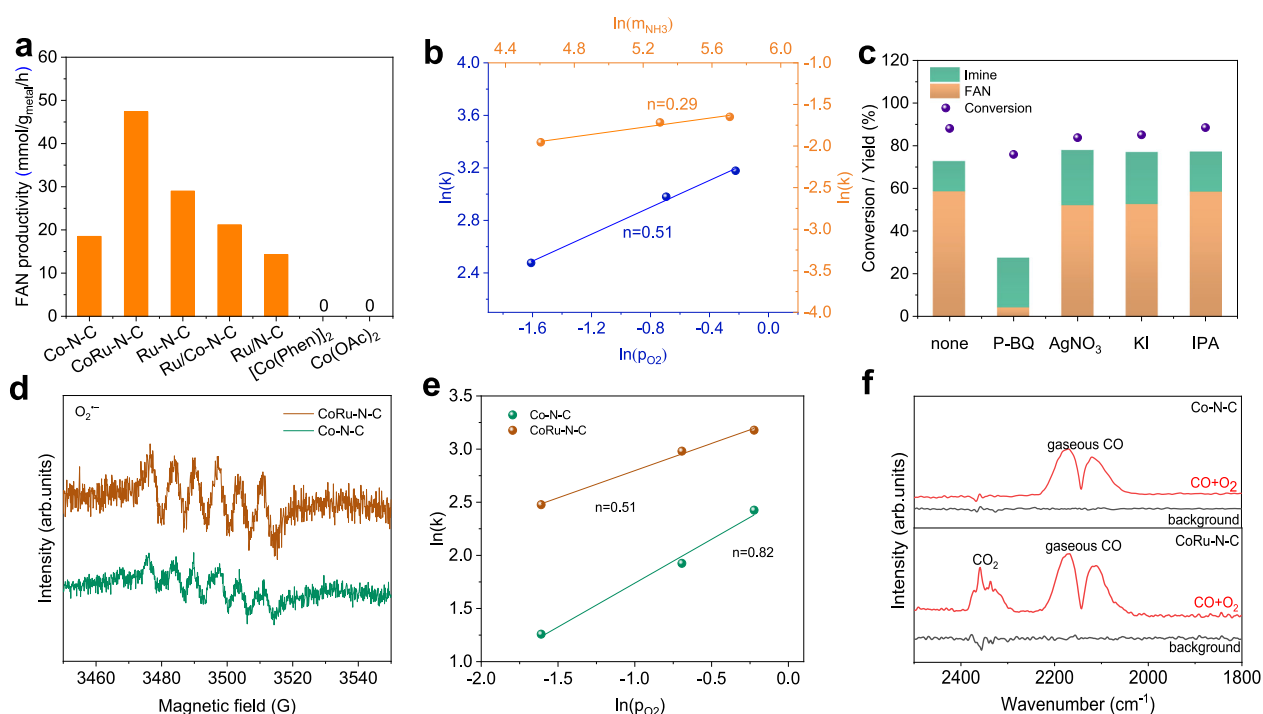 a
FAN productivity (mmol/g_metal/h)
60
50
40
30
20
10
0
0
0
Co-N-C
CoRu-N-C
Ru-N-C
Ru/Co-N-C
Ru/N-C
[Co(Phen)]]₂
Co(OAc)₂
b
ln(m_NH3)
4.4
4.8
5.2
5.6
6.0
4.0
3.6
3.2
2.8
2.4
ln(k)
n=0.29
n=0.51
-1.0
-1.5
-2.0
-2.5
-3.0
-3.5
-4.0
ln(k)
-1.6
-1.2
-0.8
-0.4
0.0
ln(p_O2)
c
Conversion / Yield (%)
120
100
80
60
40
20
0
Imine
FAN
Conversion
none
P-BQ
AgNO₃
KI
IPA
d
O₂•−
CoRu-N-C
Co-N-C
Intensity (arb.units)
3460
3480
3500
3520
3540
Magnetic field (G)
e
ln(k)
3.5
3.0
2.5
2.0
1.5
1.0
Co-N-C
CoRu-N-C
n=0.51
n=0.82
-2.0
-1.5
-1.0
-0.5
0.0
ln(p_O2)
f
Intensity (arb.units)
Co-N-C
gaseous CO
CO+O₂
background
CoRu-N-C
CO₂
gaseous CO
CO+O₂
background
2400
2200
2000
1800
Wavenumber (cm⁻¹)